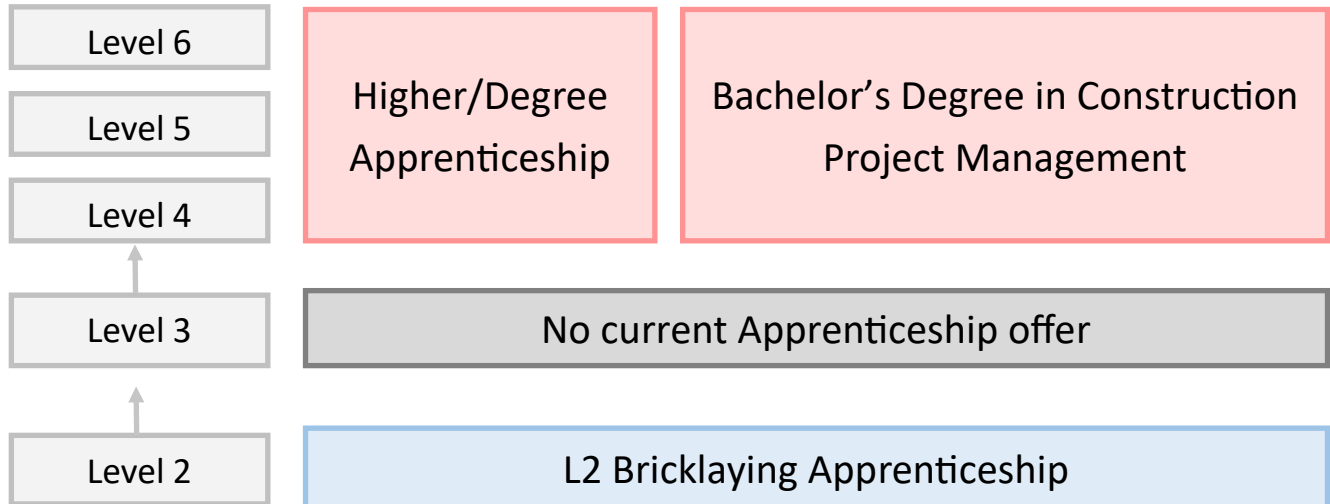 Level 6
Level 5
Level 4
Higher/Degree
Apprenticeship
Bachelor’s Degree in Construction
Project Management
Level 3
No current Apprenticeship offer
Level 2
L2 Bricklaying Apprenticeship